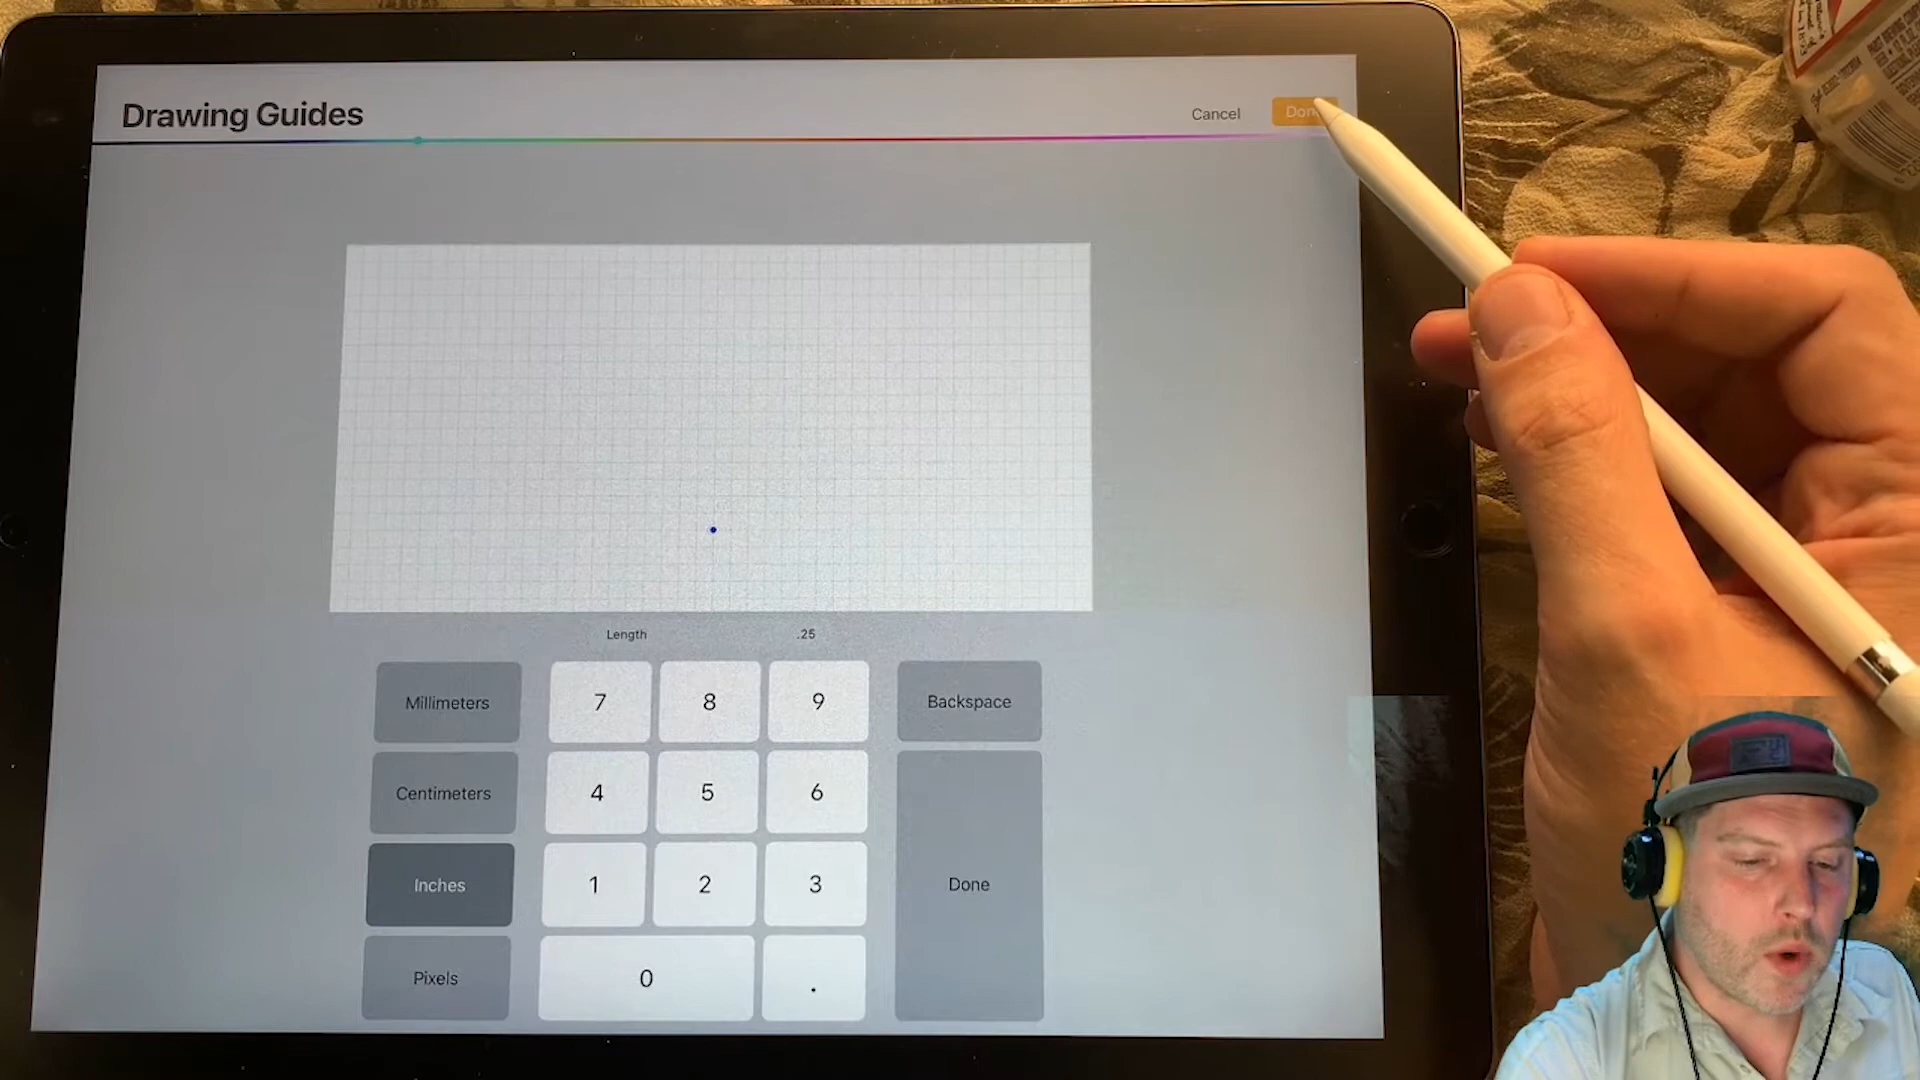 Drawing Guides
Cancel
Done
Length .25
Millimeters 7 8 9 Backspace
Centimeters 4 5 6
Inches 1 2 3 Done
Pixels 0 .